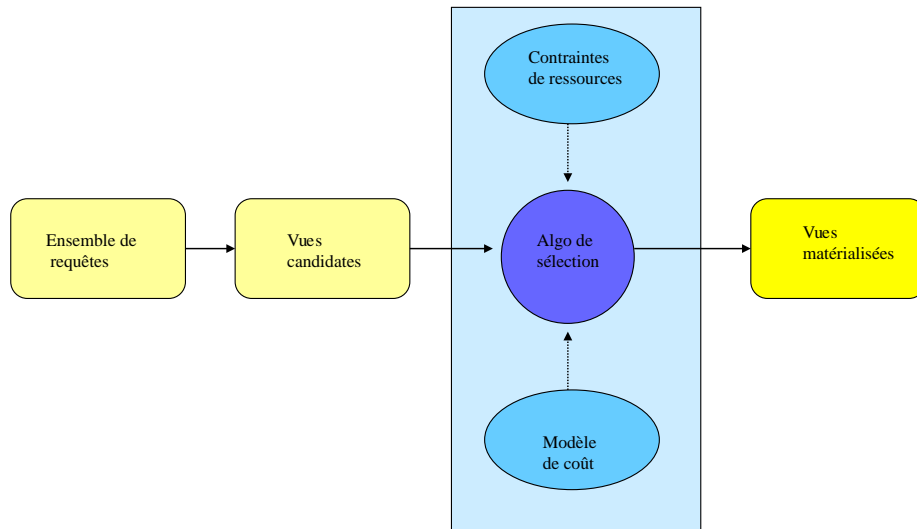 Contraintes
de ressources
Ensemble de
requêtes
Vues
candidates
Algo de
sélection
Vues
matérialisées
Modèle
de coût